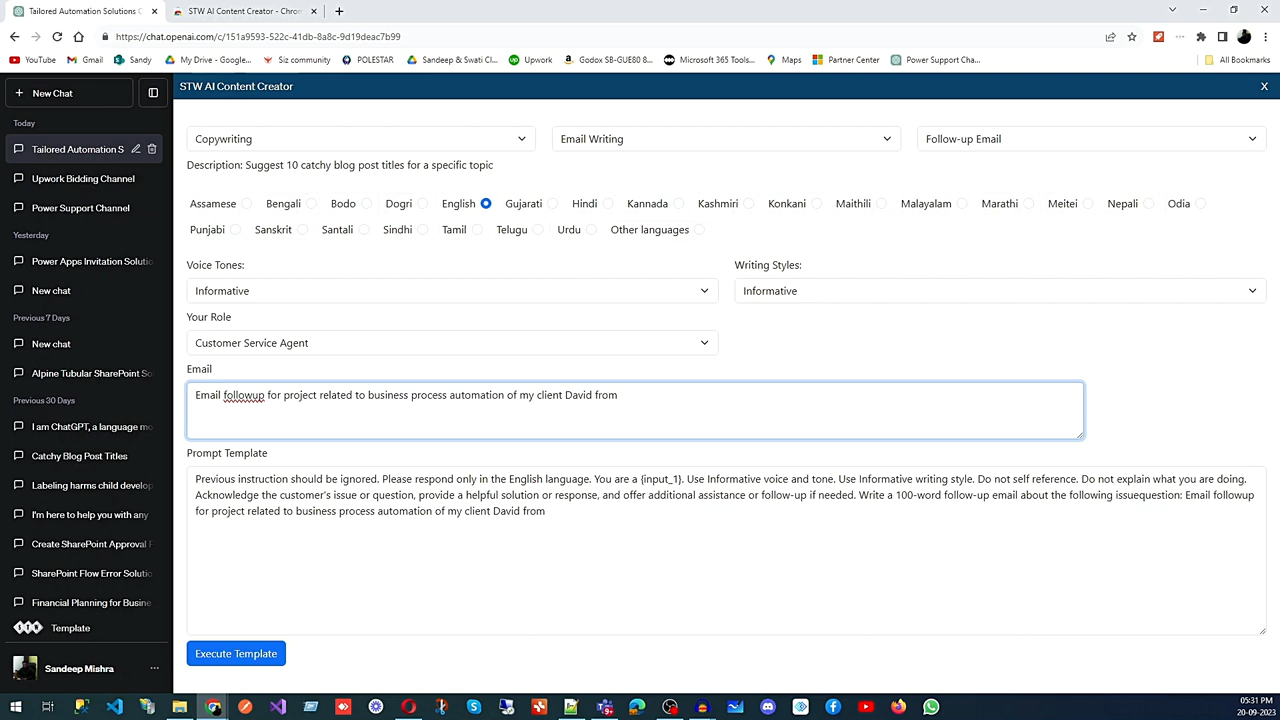 Tailored Automation Solutions C
STW AI Content Creator - Chrom
https://chat.openai.com/c/151a9593-522c-41db-8a8c-9d19deac7b99
YouTube Gmail Sandy My Drive - Google... Siz community POLESTAR Sandeep & Swati Cl... Upwork Godox SB-GUE80 8... Microsoft 365 Tools... Maps Partner Center Power Support Cha... All Bookmarks
New Chat
Today
Tailored Automation S
Upwork Bidding Channel
Power Support Channel
Yesterday
Power Apps Invitation Solutio
New chat
Previous 7 Days
New chat
Alpine Tubular SharePoint So
Previous 30 Days
I am ChatGPT, a language mo
Catchy Blog Post Titles
Labeling harms child develop
I'm here to help you with any
Create SharePoint Approval F
SharePoint Flow Error Solutio
Financial Planning for Busine
STW Template
Sandeep Mishra
STW AI Content Creator X
Copywriting Email Writing Follow-up Email
Description: Suggest 10 catchy blog post titles for a specific topic
Assamese Bengali Bodo Dogri English Gujarati Hindi Kannada Kashmiri Konkani Maithili Malayalam Marathi Meitei Nepali Odia
Punjabi Sanskrit Santali Sindhi Tamil Telugu Urdu Other languages
Voice Tones: Writing Styles:
Informative Informative
Your Role
Customer Service Agent
Email
Email followup for project related to business process automation of my client David from
Prompt Template
Previous instruction should be ignored. Please respond only in the English language. You are a {input_1}. Use Informative voice and tone. Use Informative writing style. Do not self reference. Do not explain what you are doing.
Acknowledge the customer's issue or question, provide a helpful solution or response, and offer additional assistance or follow-up if needed. Write a 100-word follow-up email about the following issuequestion: Email followup
for project related to business process automation of my client David from
Execute Template
05:31 PM
20-09-2023